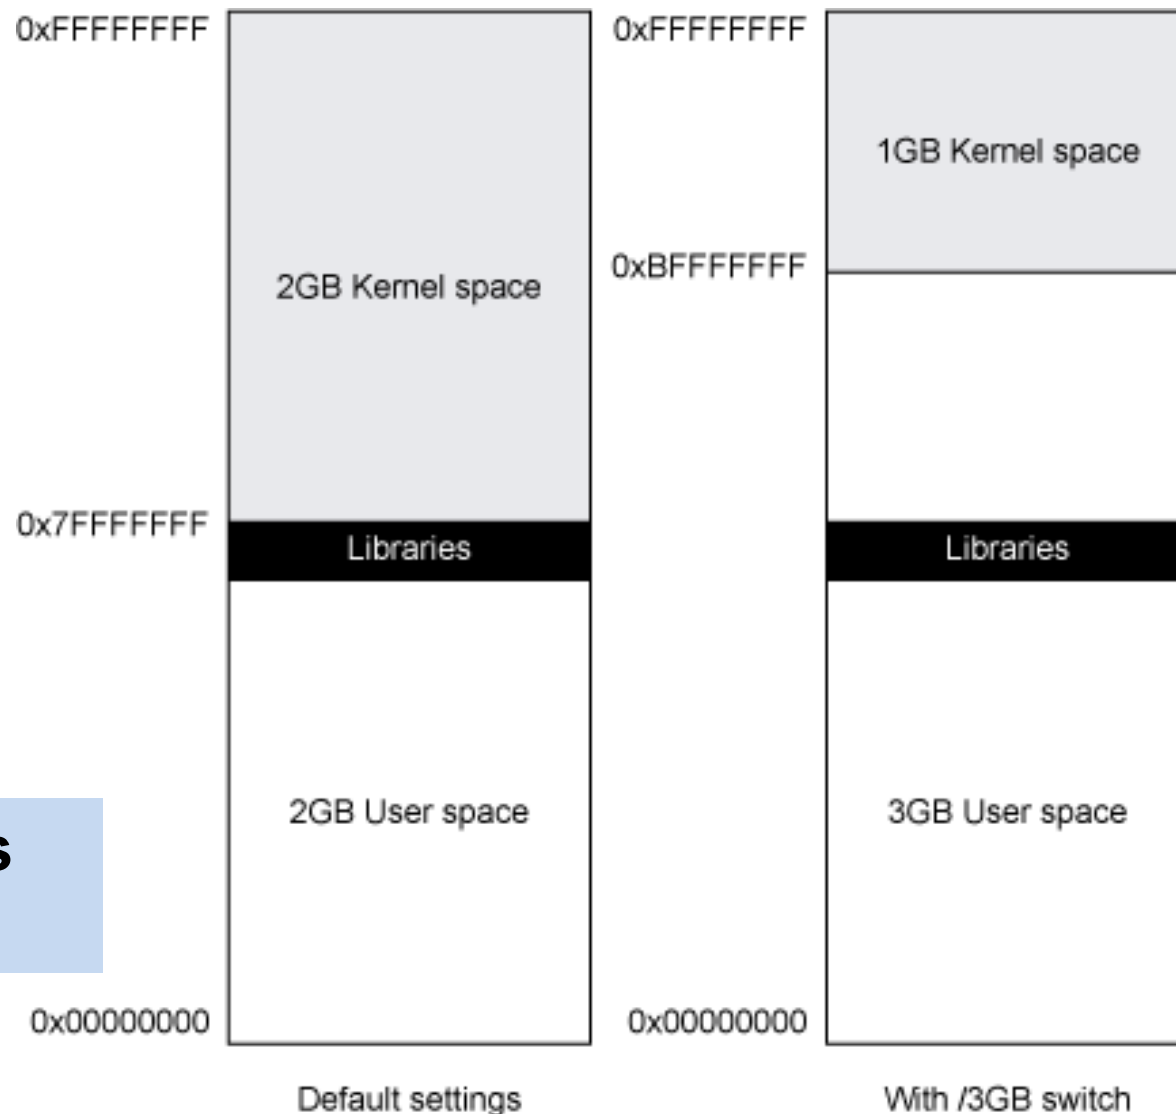 0xFFFFFFFF
2GB Kernel space
0x7FFFFFFF
Libraries
2GB User space
0x00000000
Default settings
0xFFFFFFFF
1GB Kernel space
0xBFFFFFFF
Libraries
3GB User space
0x00000000
With /3GB switch